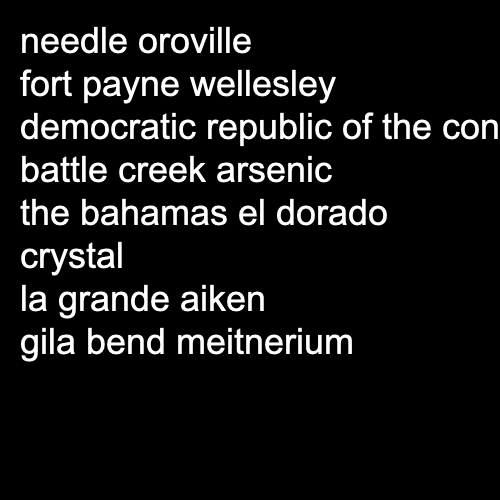 needle oroville
fort payne wellesley
democratic republic of the con
battle creek arsenic
the bahamas el dorado
crystal
la grande aiken
gila bend meitnerium